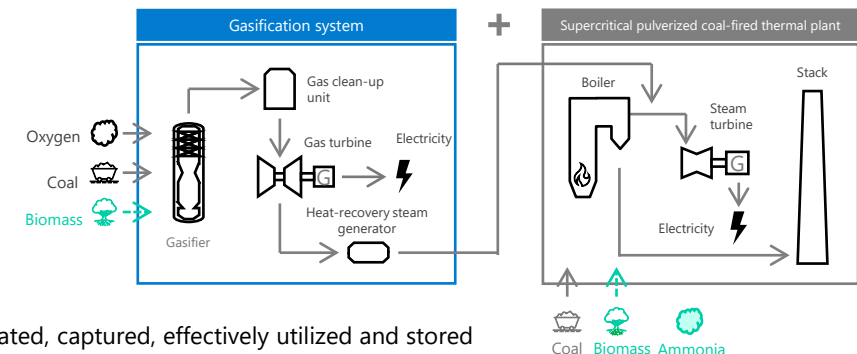 Gasification system
+
Supercritical pulverized coal-fired thermal plant
Gas clean-up
unit
Oxygen
Coal
Biomass
Gasifier
Gas turbine
G
Electricity
Heat-recovery steam
generator
Boiler
Steam
turbine
G
Electricity
Stack
Coal
Biomass
Ammonia
ated, captured, effectively utilized and stored